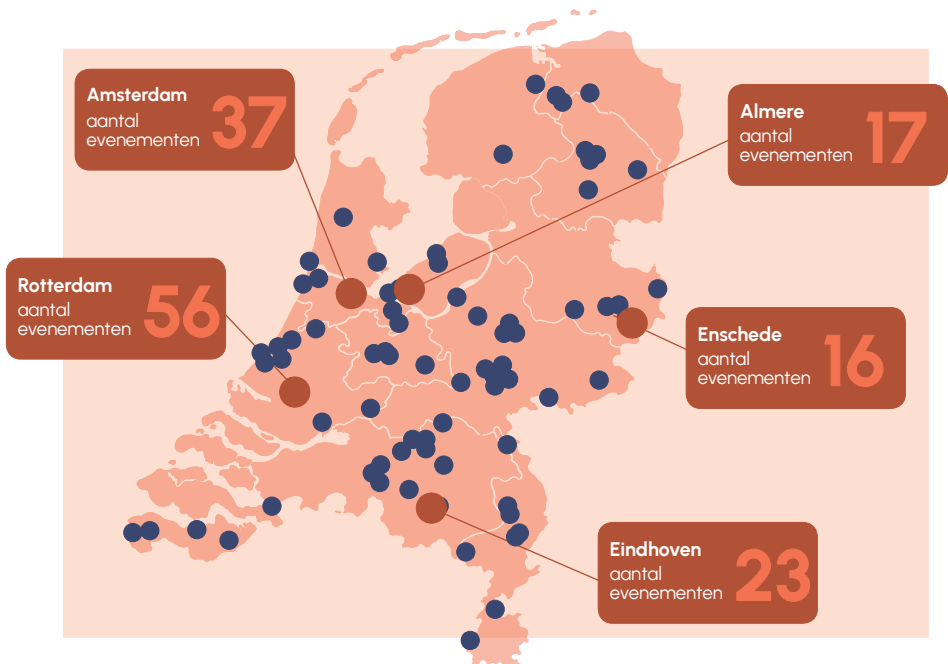 Amsterdam
aantal
evenementen
37
Almere
aantal
evenementen
17
Rotterdam
aantal
evenementen
56
Enschede
aantal
evenementen
16
Eindhoven
aantal
evenementen
23